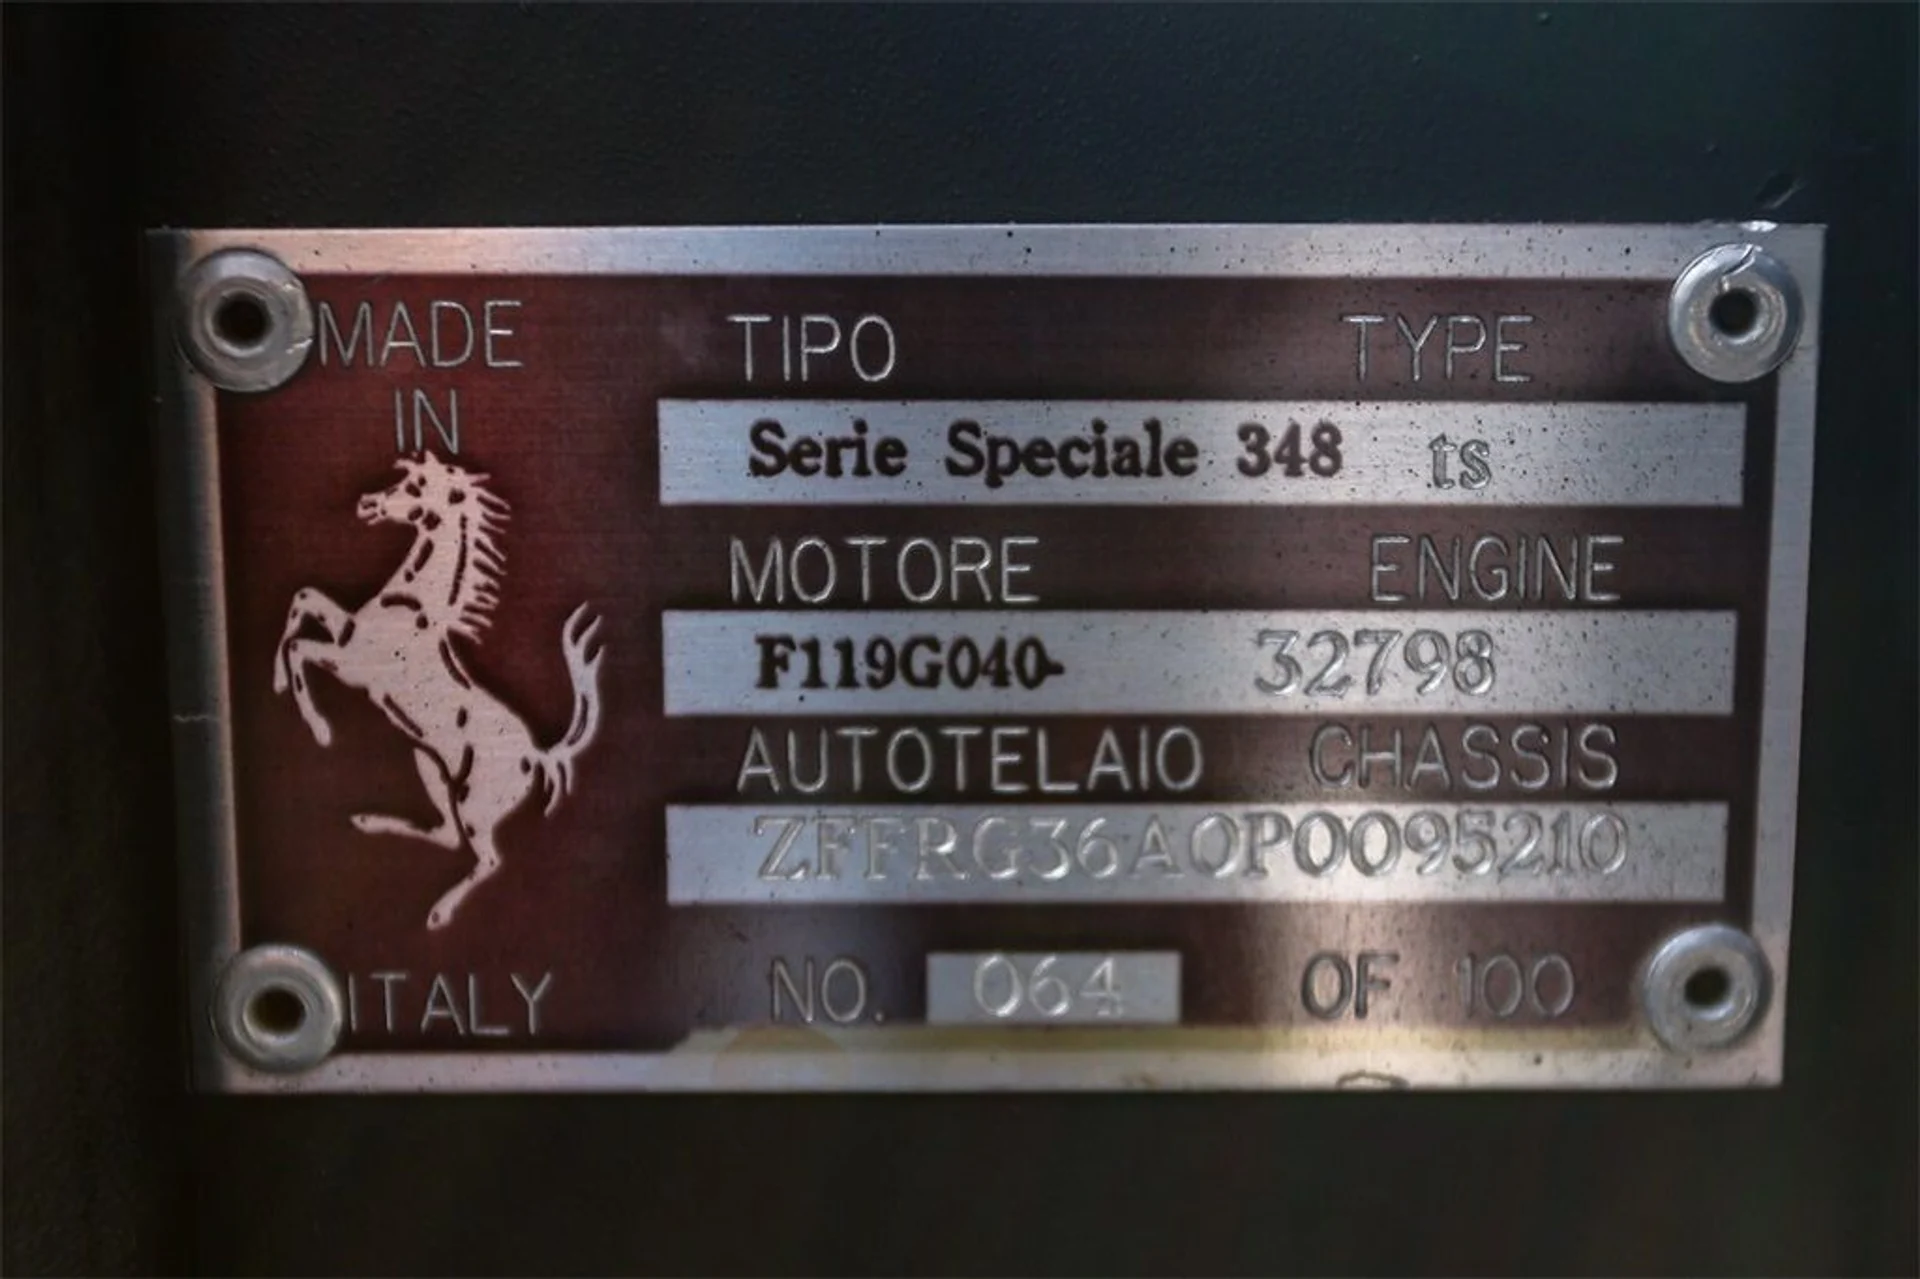 MADE
IN
ITALY
TIPO TYPE
Serie Speciale 348 ts
MOTORE ENGINE
F119G040- 32798
AUTOTELAIO CHASSIS
ZFFRG36A0P0095210
NO. 064 OF 100